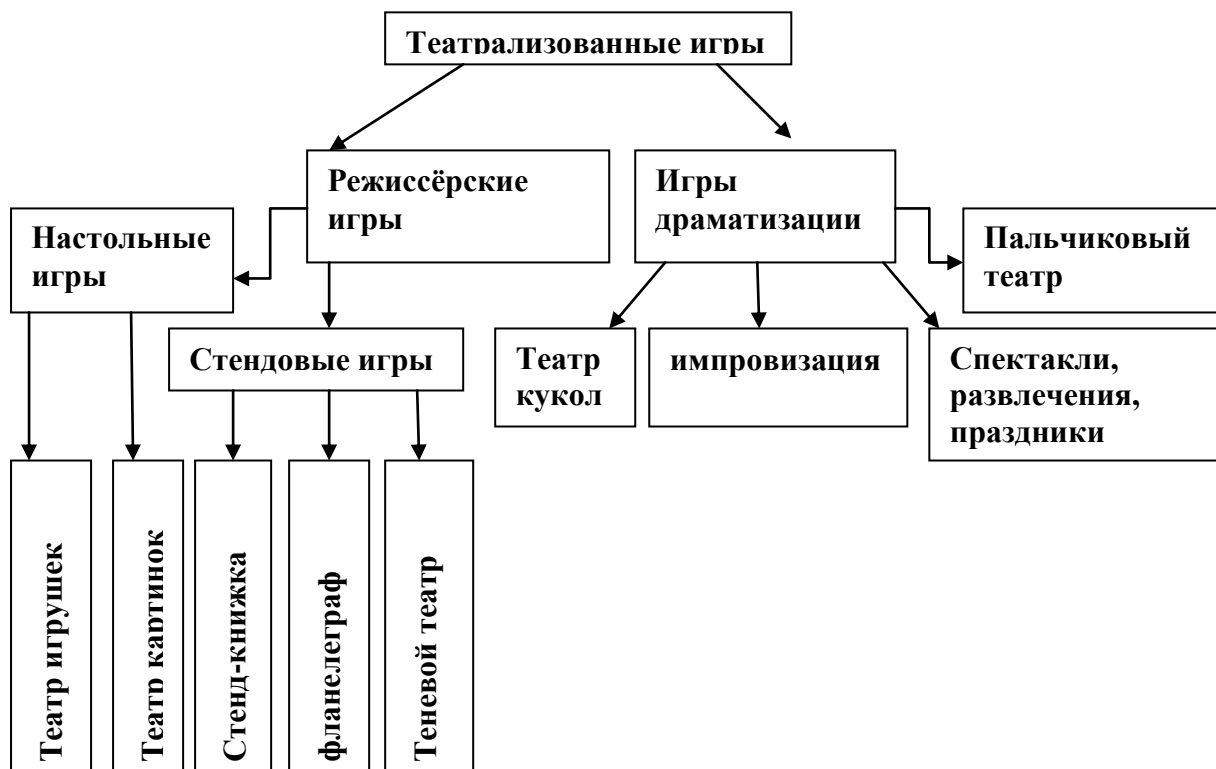 Театрализованные игры
Режиссёрские
игры
Игры
драматизации
Настольные
игры
Пальчиковый
театр
Стендовые игры
Театр
кукол
импровизация
Спектакли,
развлечения,
праздники
Театр игрушек
Театр картинок
Стенд-книжка
фланелеграф
Теневой театр